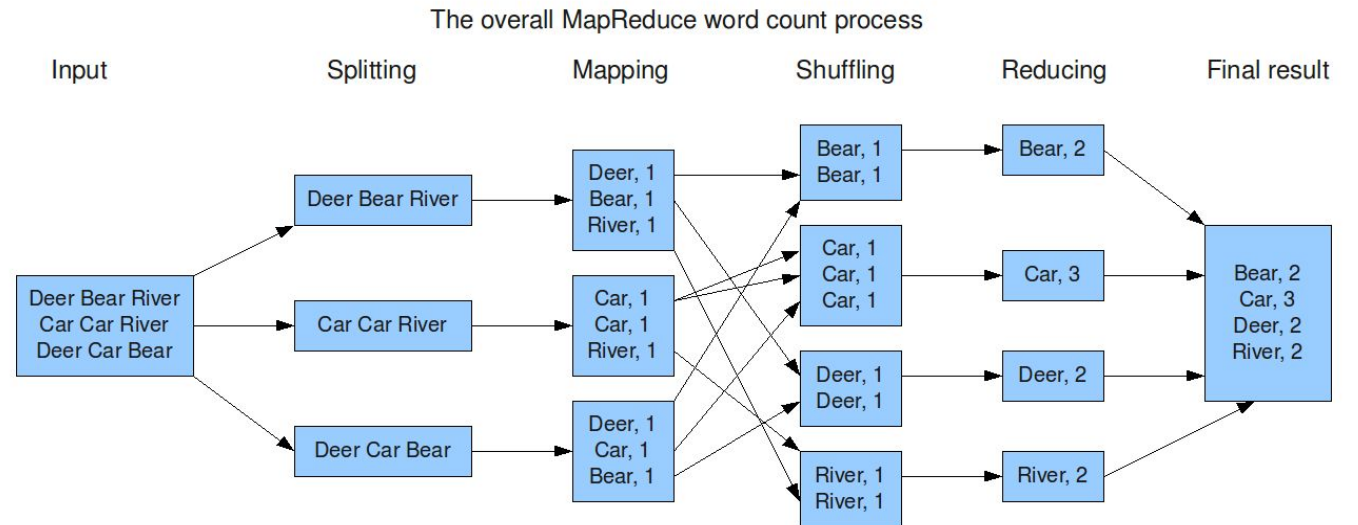 The overall MapReduce word count process
Input
Splitting
Mapping
Shuffling
Reducing
Final result
Deer Bear River
Car Car River
Deer Car Bear
Deer Bear River
Car Car River
Deer Car Bear
Deer, 1
Bear, 1
River, 1
Car, 1
Car, 1
River, 1
Deer, 1
Car, 1
Bear, 1
Bear, 1
Bear, 1
Car, 1
Car, 1
Car, 1
Deer, 1
Deer, 1
River, 1
River, 1
Bear, 2
Car, 3
Deer, 2
River, 2
Bear, 2
Car, 3
Deer, 2
River, 2